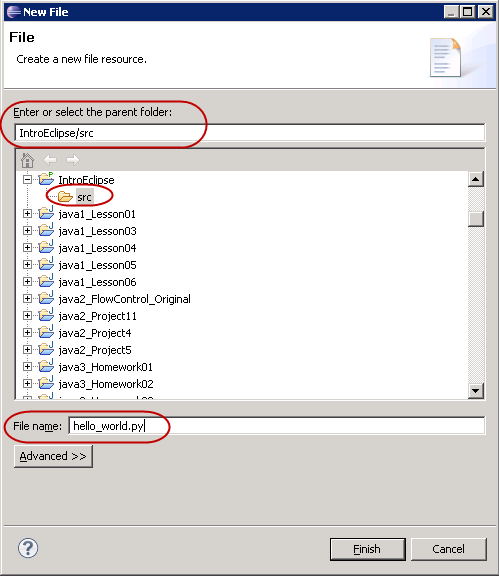 New File
File
Create a new file resource.
Enter or select the parent folder:
IntroEclipse/src
IntroEclipse
src
java1_Lesson01
java1_Lesson03
java1_Lesson04
java1_Lesson05
java1_Lesson06
java2_FlowControl_Original
java2_Project11
java2_Project4
java2_Project5
java3_Homework01
java3_Homework02
File name: hello_world.py
Advanced >>
Finish Cancel